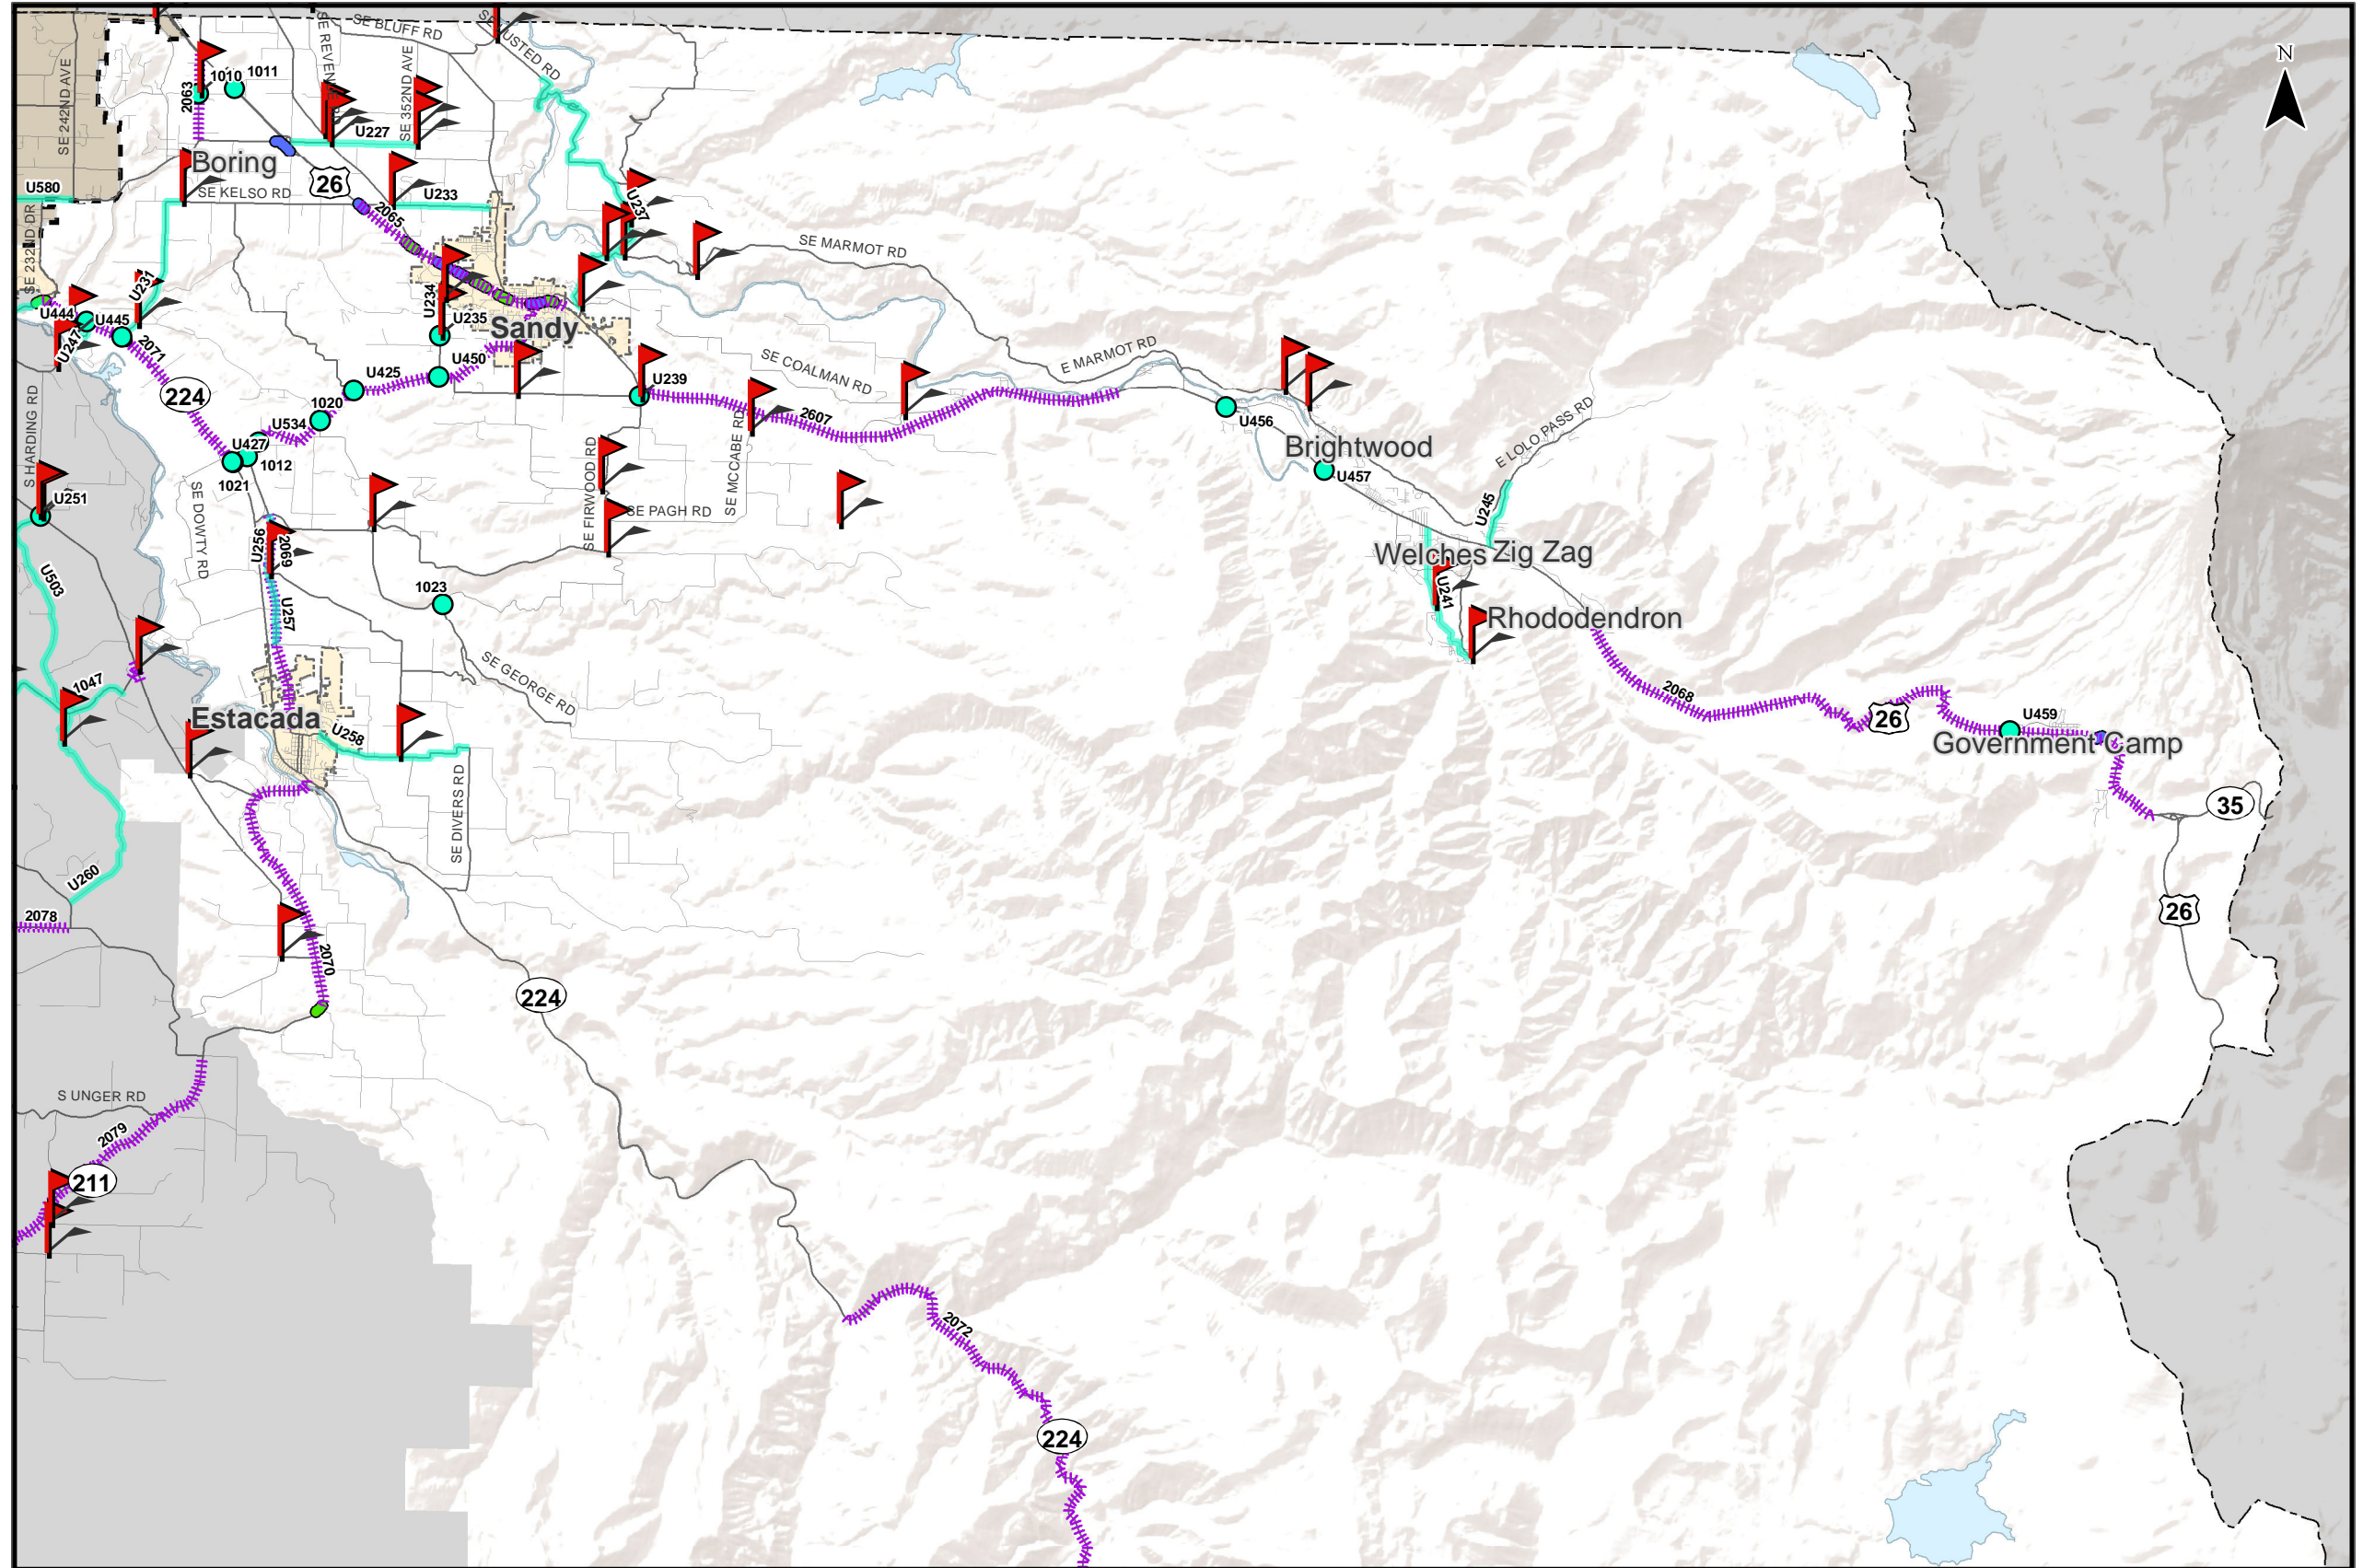 SE BLUFF RD
SE HUSTED RD
SE 242ND AVE
SE 352ND AVE
N
1010
1011
2063
U227
Boring
26
SE KELSO RD
U580
U233
SE 232ND DR
2065
U237
SE MARMOT RD
U231
U234
U235
Sandy
U444
U445
U247
2071
224
U450
U425
U239
SE COALMAN RD
E MARMOT RD
2607
1020
U534
U427
1012
1021
U456
Brightwood
U457
E LOLO PASS RD
S HARDING RD
U251
SE DOWTY RD
SE FIRWOOD RD
SE MCCABE RD
SE PAGH RD
U245
Welches
Zig Zag
U256
2069
U241
U503
1023
U257
Rhododendron
SE GEORGE RD
1047
2068
26
U459
Government Camp
Estacada
U258
SE DIVERS RD
35
U260
26
2078
2070
224
S UNGER RD
2079
211
2072
224